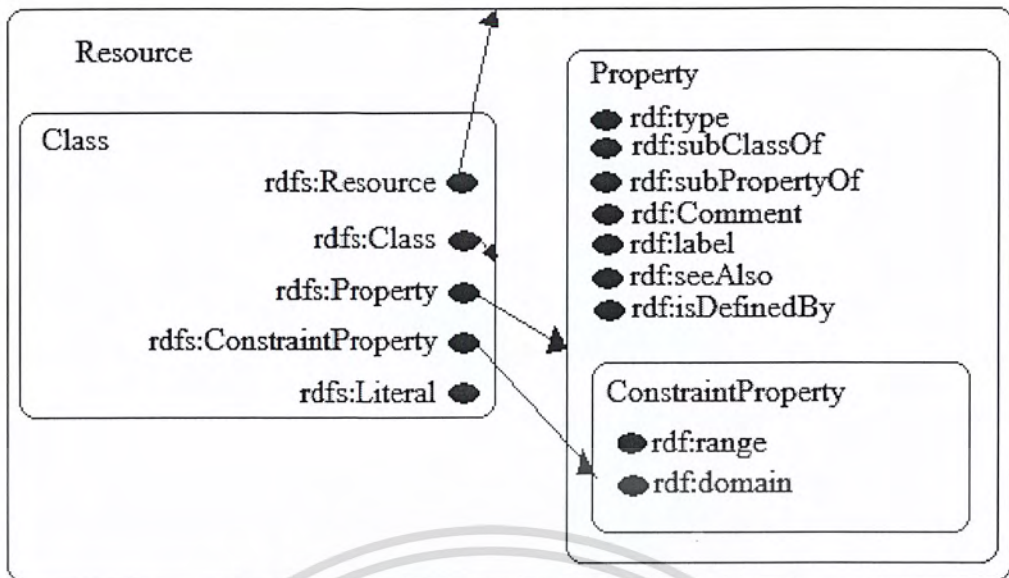 Resource
Class
rdfs:Resource
rdfs:Class
rdfs:Property
rdfs:ConstraintProperty
rdfs:Literal
Property
rdf:type
rdf:subClassOf
rdf:subPropertyOf
rdf:Comment
rdf:label
rdf:seeAlso
rdf:isDefinedBy
ConstraintProperty
rdf:range
rdf:domain